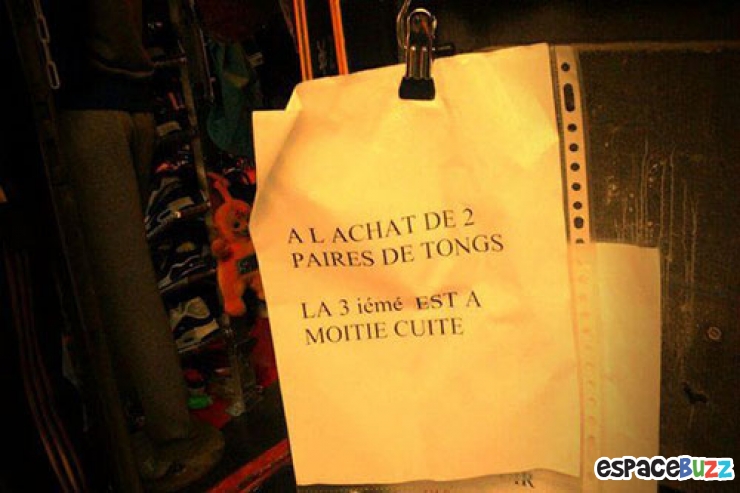 A L ACHAT DE 2
PAIRES DE TONGS
LA 3 iémé EST A
MOITIE CUITE
ESPACEBUZZ